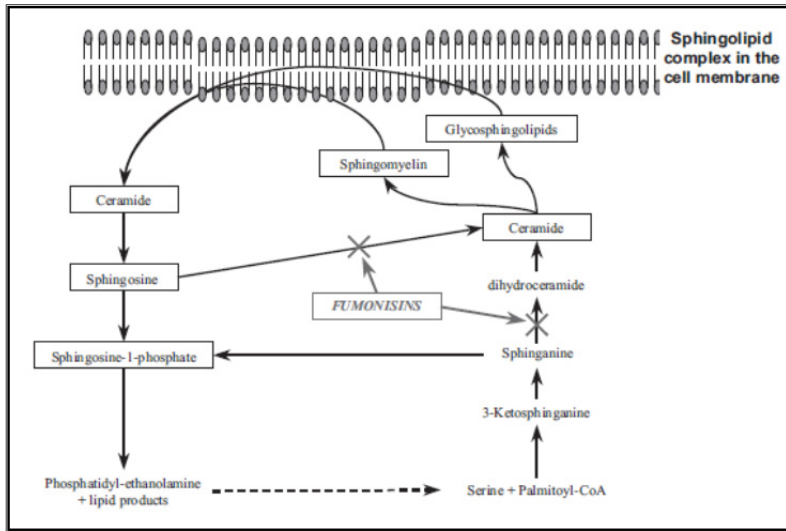 Sphingolipid
complex in the
cell membrane
Glycosphingolipids
Sphingomyelin
Ceramide
Ceramide
Sphingosine
dihydroceramide
FUMONISINS
Sphingosine-1-phosphate
Sphinganine
3-Ketosphinganine
Phosphatidyl-ethanolamine
+ lipid products
Serine + Palmitoyl-CoA